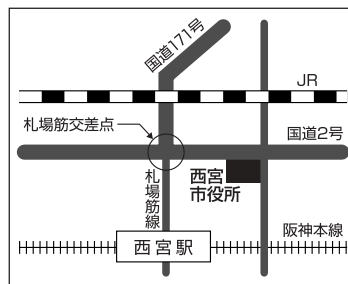 国道171号
JR
札場筋交差点
国道2号
札場筋線
西宮
市役所
阪神本線
西宮駅